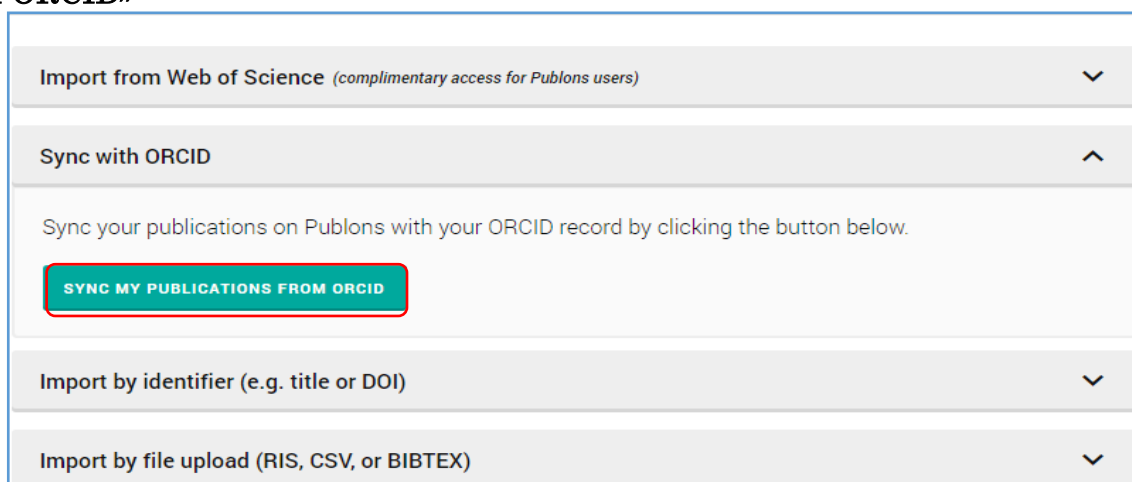 ORCID»
Import from Web of Science (complimentary access for Publons users)
Sync with ORCID
Sync your publications on Publons with your ORCID record by clicking the button below.
SYNC MY PUBLICATIONS FROM ORCID
Import by identifier (e.g. title or DOI)
Import by file upload (RIS, CSV, or BIBTEX)